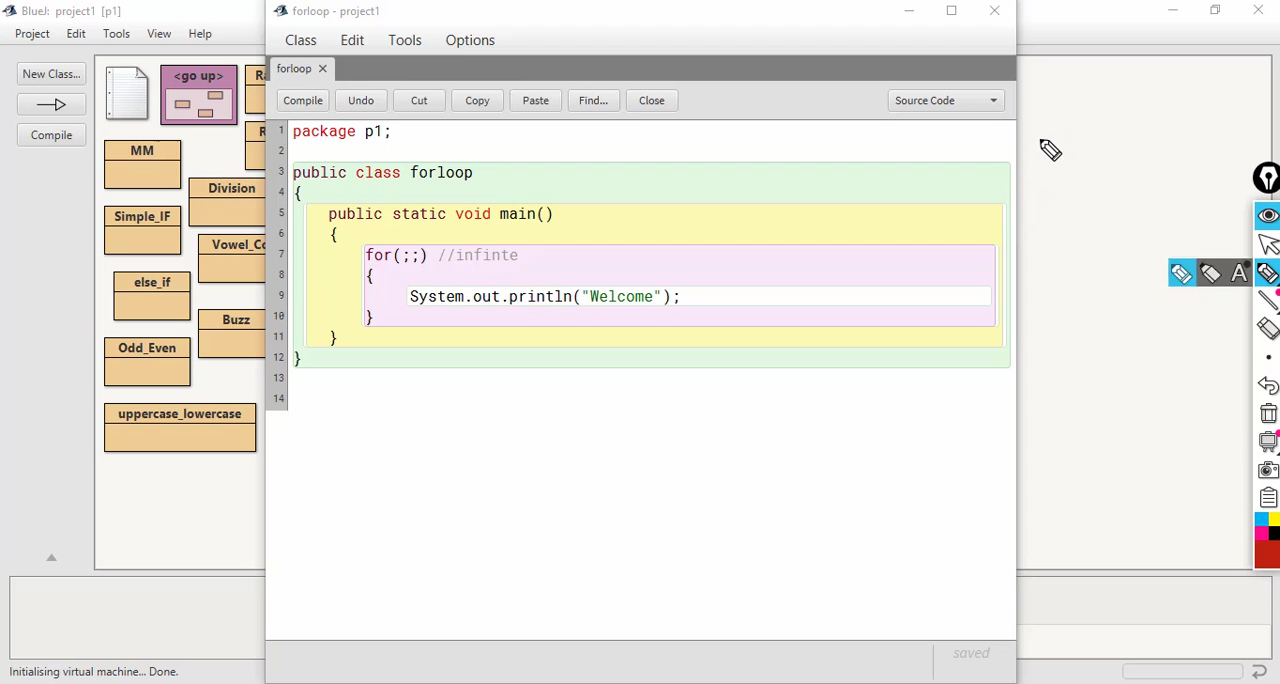 BlueJ: project1 [p1]
Project Edit Tools View Help
New Class...
Compile
<go up>
MM
Division
Simple_IF
else_if
Buzz
Odd_Even
uppercase_lowercase
Initialising virtual machine... Done.
forloop - project1
Class Edit Tools Options
forloop
Compile Undo Cut Copy Paste Find... Close Source Code
1 package p1;
2
3 public class forloop
4 {
5 public static void main()
6 {
7 for(;;) //infinte
8 {
9 System.out.println("Welcome");
10 }
11 }
12 }
13
14
saved
A